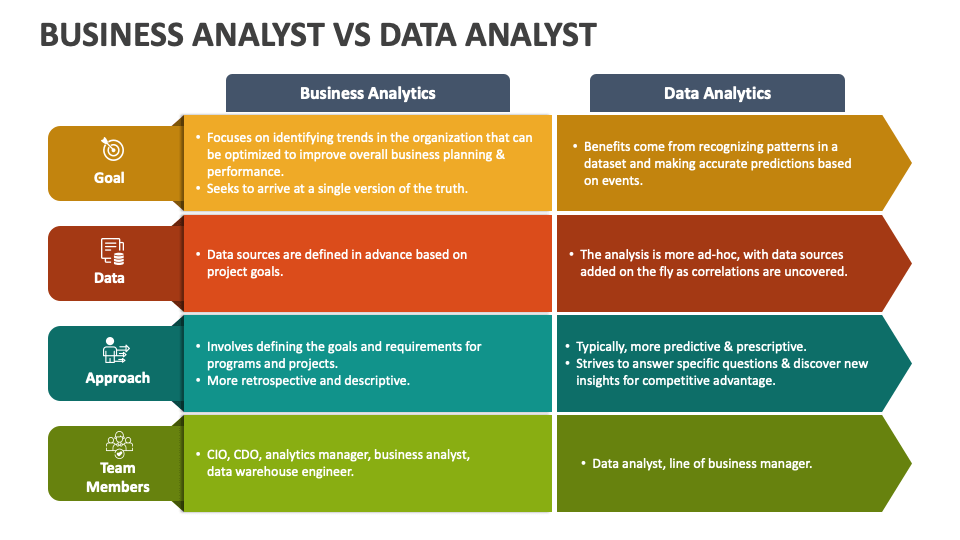 BUSINESS ANALYST VS DATA ANALYST
Business Analytics
Data Analytics
Goal
• Focuses on identifying trends in the organization that can
be optimized to improve overall business planning &
performance.
• Seeks to arrive at a single version of the truth.
• Benefits come from recognizing patterns in a
dataset and making accurate predictions based
on events.
Data
• Data sources are defined in advance based on
project goals.
• The analysis is more ad-hoc, with data sources
added on the fly as correlations are uncovered.
Approach
• Involves defining the goals and requirements for
programs and projects.
• More retrospective and descriptive.
• Typically, more predictive & prescriptive.
• Strives to answer specific questions & discover new
insights for competitive advantage.
Team
Members
• CIO, CDO, analytics manager, business analyst,
data warehouse engineer.
• Data analyst, line of business manager.